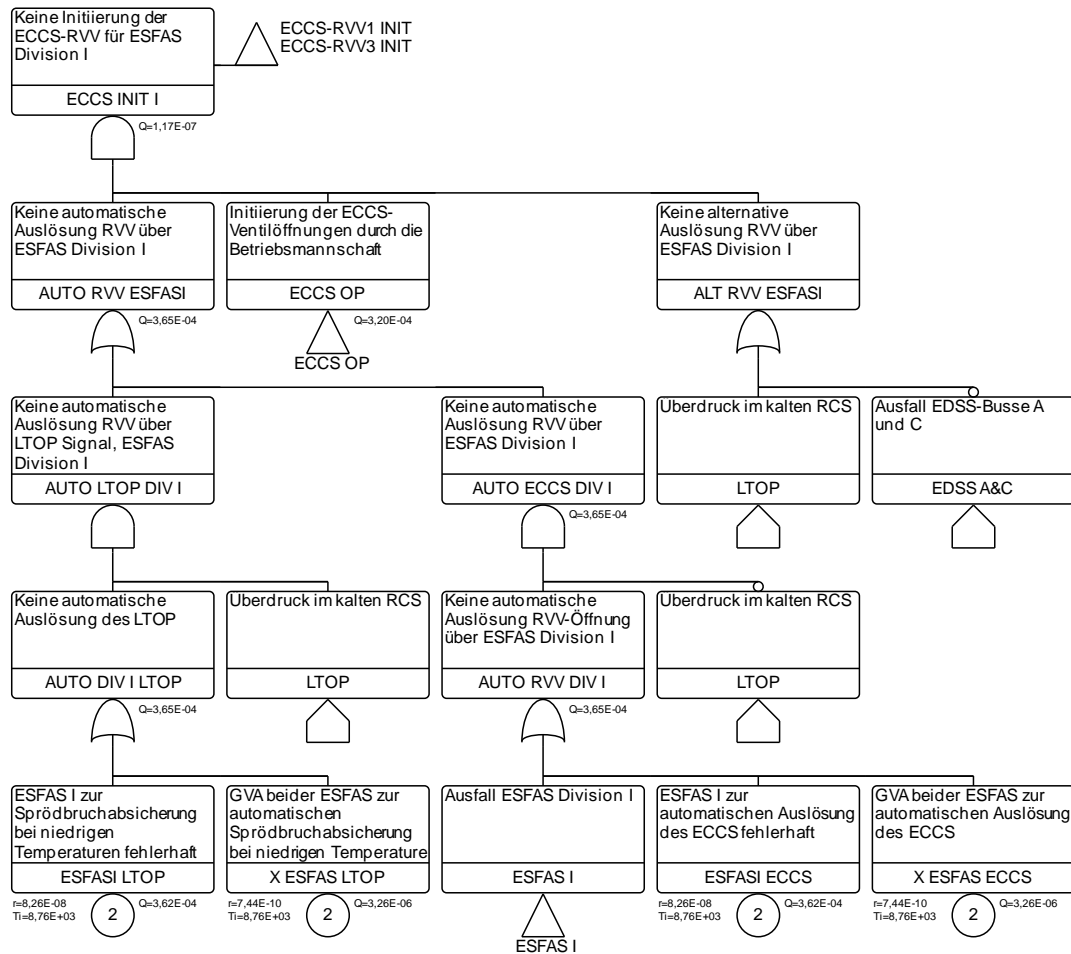 Keine Initiierung der
ECCS-RVV für ESFAS
Division I
ECCS INIT I
Q=1,17E-07
ECCS-RVV1 INIT
ECCS-RVV3 INIT
Keine automatische
Auslösung RVV über
ESFAS Division I
AUTO RVV ESFASI
Q=3,65E-04
Initiierung der ECCS-
Ventilöffnungen durch die
Betriebsmannschaft
ECCS OP
Q=3,20E-04
ECCS OP
Keine alternative
Auslösung RVV über
ESFAS Division I
ALT RVV ESFASI
Keine automatische
Auslösung RVV über
LTOP Signal, ESFAS
Division I
AUTO LTOP DIV I
Keine automatische
Auslösung RVV über
ESFAS Division I
AUTO ECCS DIV I
Q=3,65E-04
Überdruck im kalten RCS
LTOP
Ausfall EDSS-Busse A
und C
EDSS A&C
Keine automatische
Auslösung des LTOP
AUTO DIV I LTOP
Q=3,65E-04
Überdruck im kalten RCS
LTOP
Keine automatische
Auslösung RVV-Öffnung
über ESFAS Division I
AUTO RVV DIV I
Q=3,65E-04
Überdruck im kalten RCS
LTOP
ESFAS I zur
Sprödbruchabsicherung
bei niedrigen
Temperaturen fehlerhaft
ESFASI LTOP
r=8,26E-08
Ti=8,76E+03
2
Q=3,62E-04
GVA beider ESFAS zur
automatischen
Sprödbruchabsicherung
bei niedrigen Temperature
X ESFAS LTOP
r=7,44E-10
Ti=8,76E+03
2
Q=3,26E-06
Ausfall ESFAS Division I
ESFAS I
ESFAS I
ESFAS I zur
automatischen Auslösung
des ECCS fehlerhaft
ESFASI ECCS
r=8,26E-08
Ti=8,76E+03
2
Q=3,62E-04
GVA beider ESFAS zur
automatischen Auslösung
des ECCS
X ESFAS ECCS
r=7,44E-10
Ti=8,76E+03
2
Q=3,26E-06